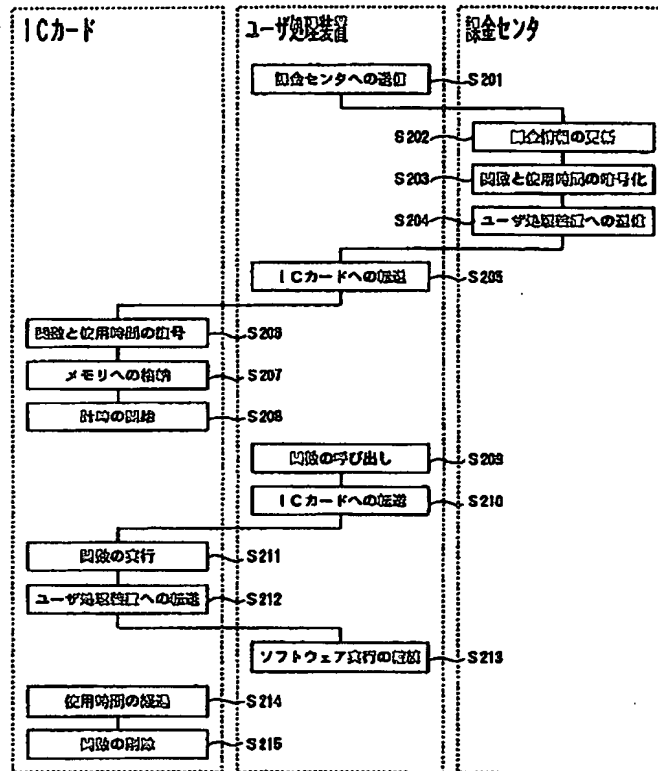 ICカード
ユーザ処理装置
課金センタ
課金センタへの通知
S201
S202
課金情報の更新
S203
関数と使用時間の暗号化
S204
ユーザ処理装置への通知
ICカードへの転送
S205
関数と使用時間の復号
S206
メモリへの格納
S207
計時の開始
S208
関数の呼び出し
S209
ICカードへの転送
S210
関数の実行
S211
ユーザ処理装置への転送
S212
ソフトウェア実行の
S213
使用時間の経過
S214
関数の削除
S215